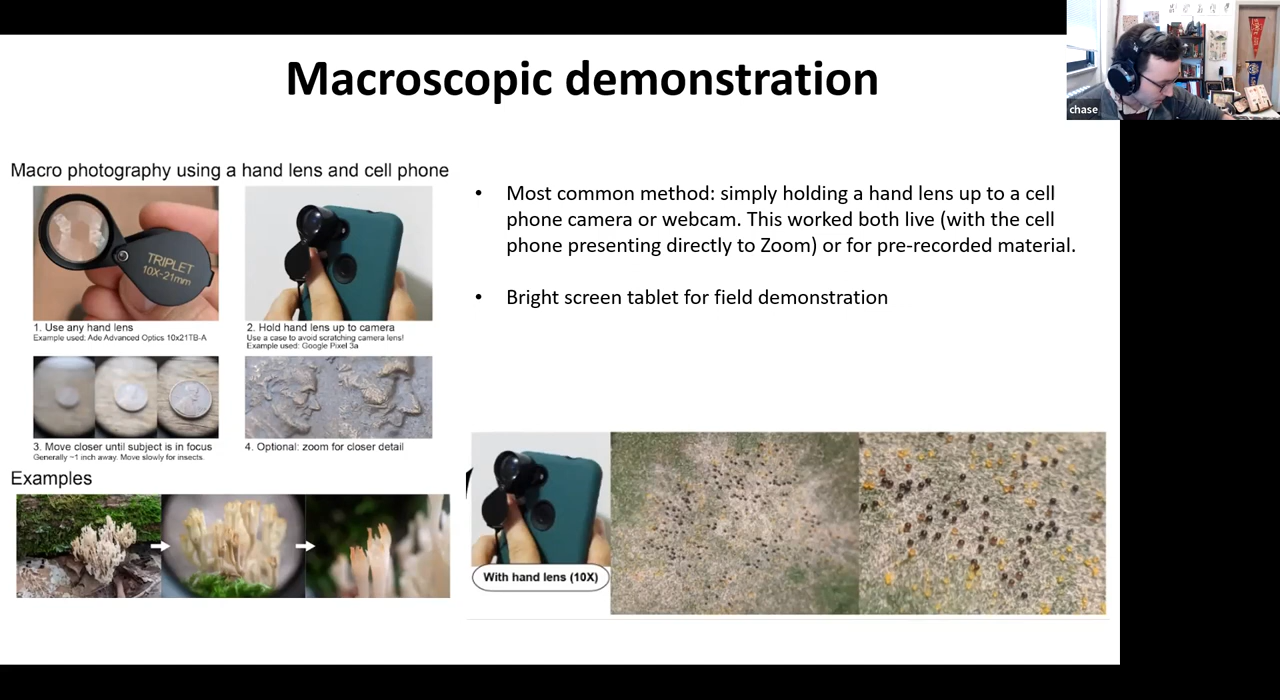 Macroscopic demonstration
chase
Macro photography using a hand lens and cell phone
TRIPLET
10X-21mm
1. Use any hand lens
Example used: Ade Advanced Optics 10x21TB-A
2. Hold hand lens up to camera
Use a case to avoid scratching camera lens!
Example used: Google Pixel 3a
3. Move closer until subject is in focus
Generally ~1 inch away. Move slowly for insects.
4. Optional: zoom for closer detail
Examples
• Most common method: simply holding a hand lens up to a cell
phone camera or webcam. This worked both live (with the cell
phone presenting directly to Zoom) or for pre-recorded material.
• Bright screen tablet for field demonstration
With hand lens (10X)